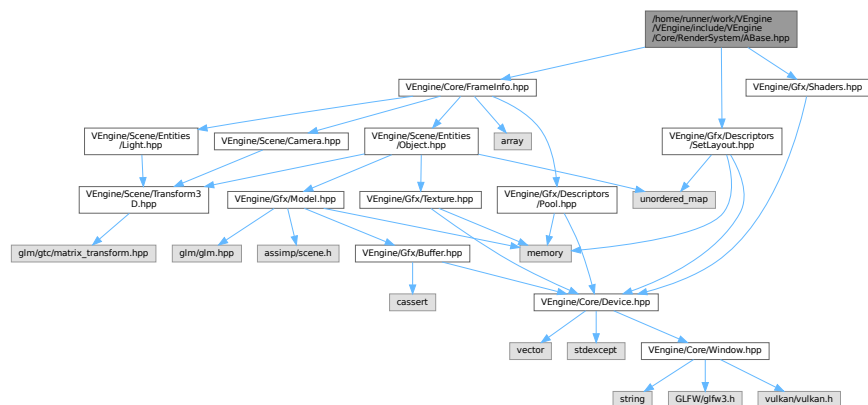 /home/runner/work/VEngine
/VEngine/include/VEngine
/Core/RenderSystem/ABase.hpp
VEngine/Core/FrameInfo.hpp
VEngine/Gfx/Shaders.hpp
VEngine/Scene/Entities
/Light.hpp
VEngine/Scene/Camera.hpp
VEngine/Scene/Entities
/Object.hpp
array
VEngine/Gfx/Descriptors
/SetLayout.hpp
VEngine/Scene/Transform3
D.hpp
VEngine/Gfx/Model.hpp
VEngine/Gfx/Texture.hpp
VEngine/Gfx/Descriptors
/Pool.hpp
unordered_map
glm/gtc/matrix_transform.hpp
glm/glm.hpp
assimp/scene.h
VEngine/Gfx/Buffer.hpp
memory
cassert
VEngine/Core/Device.hpp
vector
stdexcept
VEngine/Core/Window.hpp
string
GLFW/glfw3.h
vulkan/vulkan.h